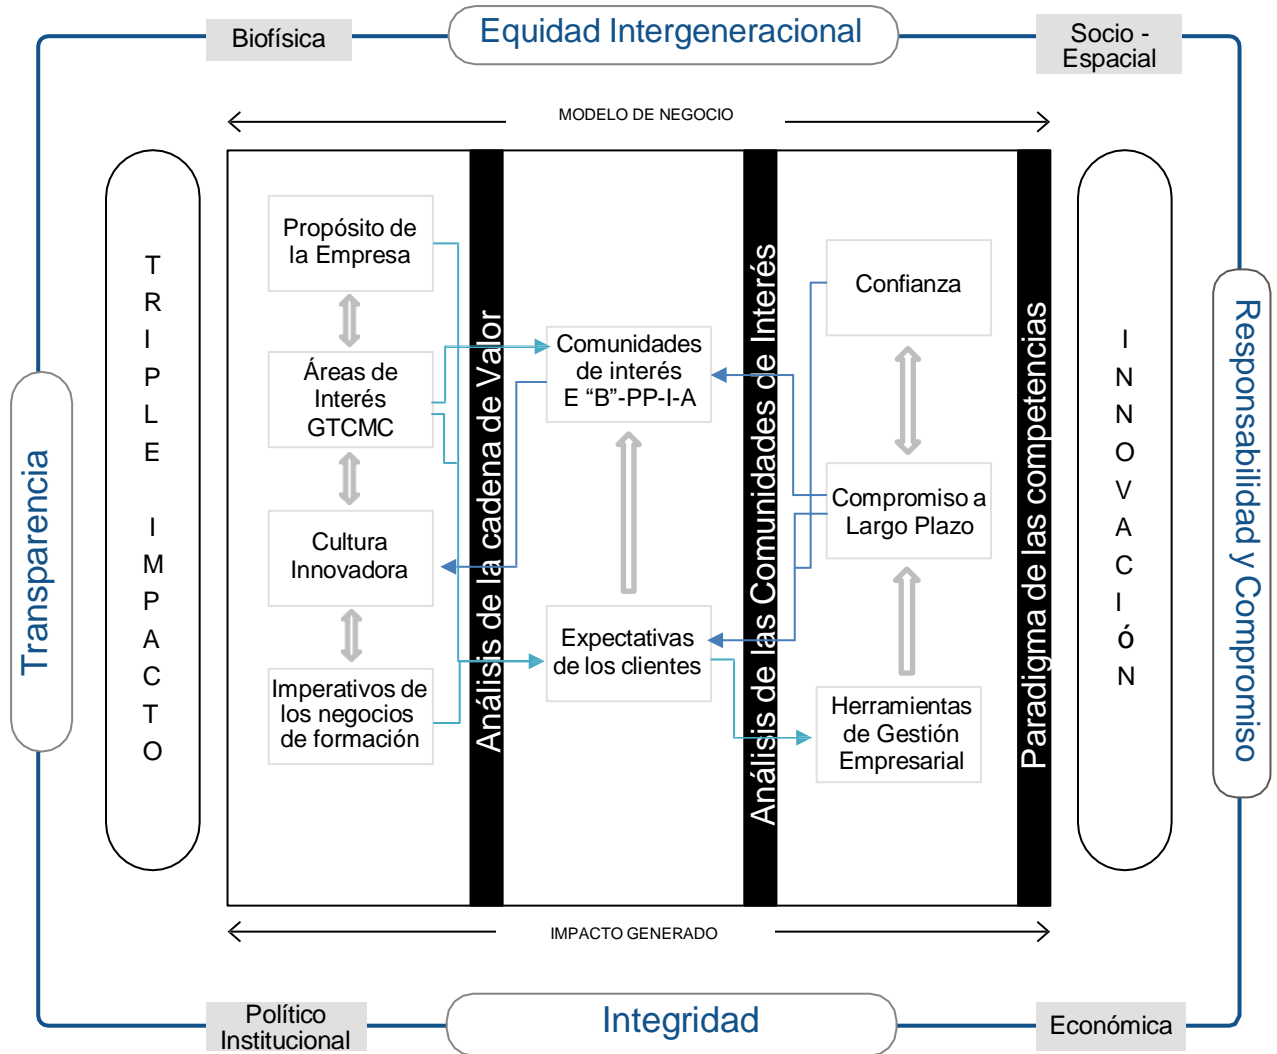 Biofísica
Equidad Intergeneracional
Socio -
Espacial
MODELO DE NEGOCIO
Transparencia
TRIPLE IMPACTO
Propósito de
la Empresa
Áreas de
Interés
GTCMC
Cultura
Innovadora
Imperativos de
los negocios
de formación
Análisis de la cadena de Valor
Comunidades
de interés
E “B”-PP-I-A
Expectativas
de los clientes
Análisis de las Comunidades de Interés
Confianza
Compromiso a
Largo Plazo
Herramientas
de Gestión
Empresarial
Paradigma de las competencias
INNOVACIÓN
Responsabilidad y Compromiso
IMPACTO GENERADO
Político
Institucional
Integridad
Económica